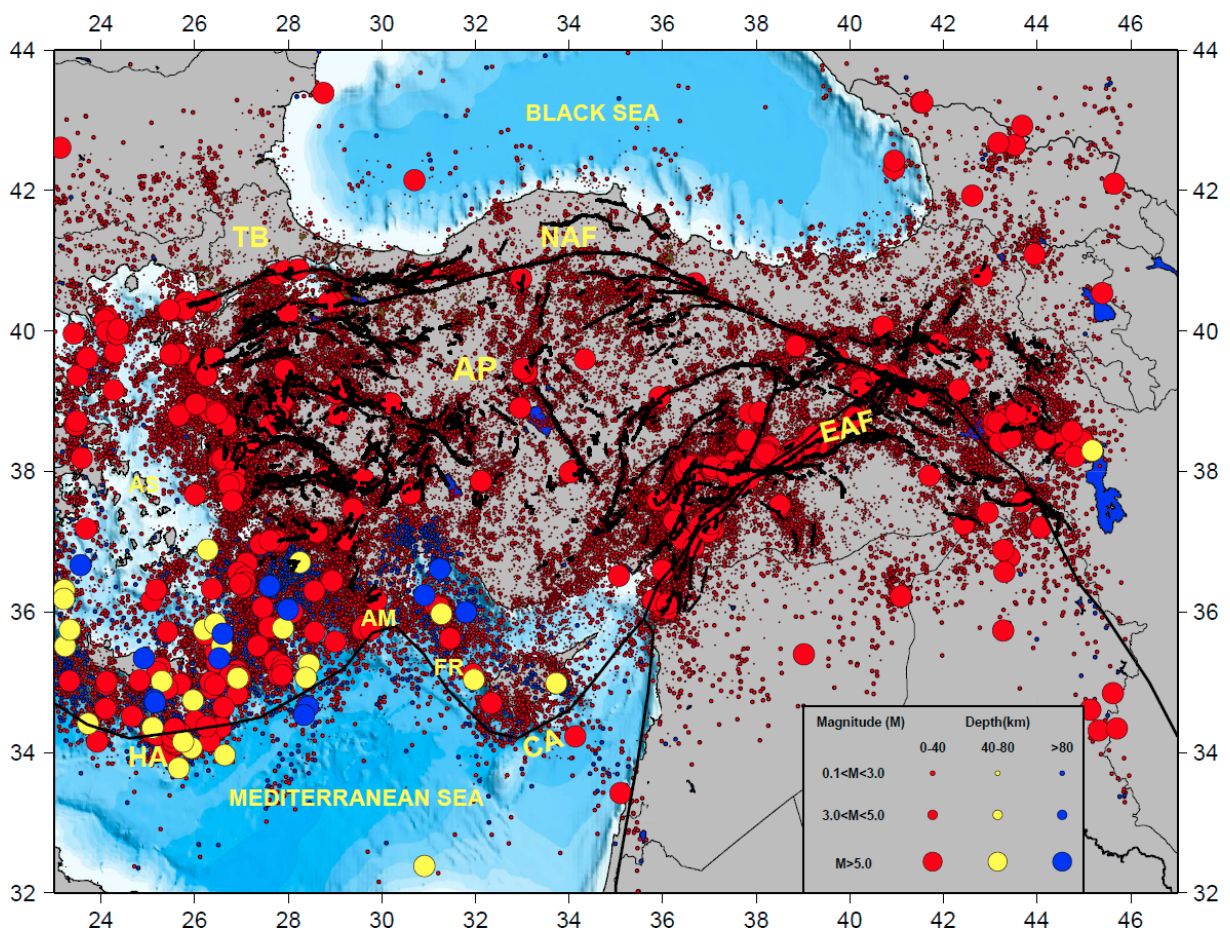 24 26 28 30 32 34 36 38 40 42 44 46
44 44
BLACK SEA
42 42
TB NAF
40 40
AP
EAF
38 38
AS
36 36
AM
FR
34 34
HA CA
MEDITERRANEAN SEA
Magnitude (M) Depth(km)
0-40 40-80 >80
0.1<M<3.0
3.0<M<5.0
M>5.0
32 32
24 26 28 30 32 34 36 38 40 42 44 46